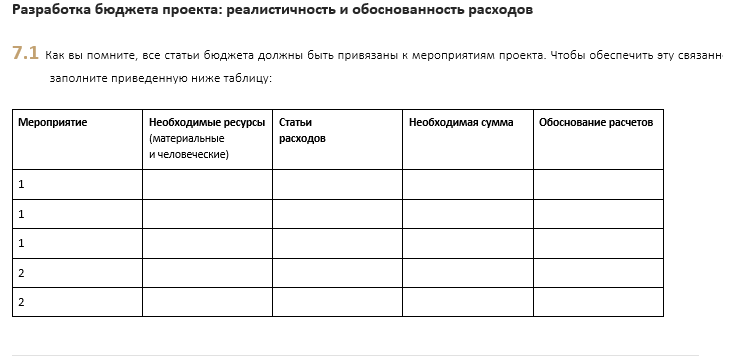 Разработка бюджета проекта: реалистичность и обоснованность расходов
7.1 Как вы помните, все статьи бюджета должны быть привязаны к мероприятиям проекта. Чтобы обеспечить эту связанн
заполните приведенную ниже таблицу:
Мероприятие
Необходимые ресурсы
(материальные
и человеческие)
Статьи
расходов
Необходимая сумма
Обоснование расчетов
1
1
1
2
2